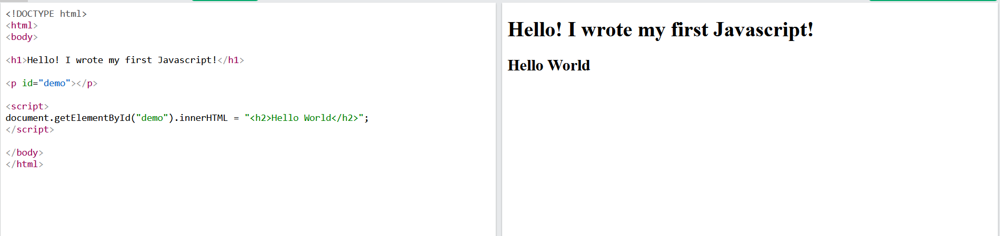 <!DOCTYPE html>
<html>
<body>
<h1>Hello! I wrote my first Javascript!</h1>
<p id="demo"></p>
<script>
document.getElementById("demo").innerHTML = "<h2>Hello World</h2>";
</script>
</body>
</html>
Hello! I wrote my first Javascript!
Hello World